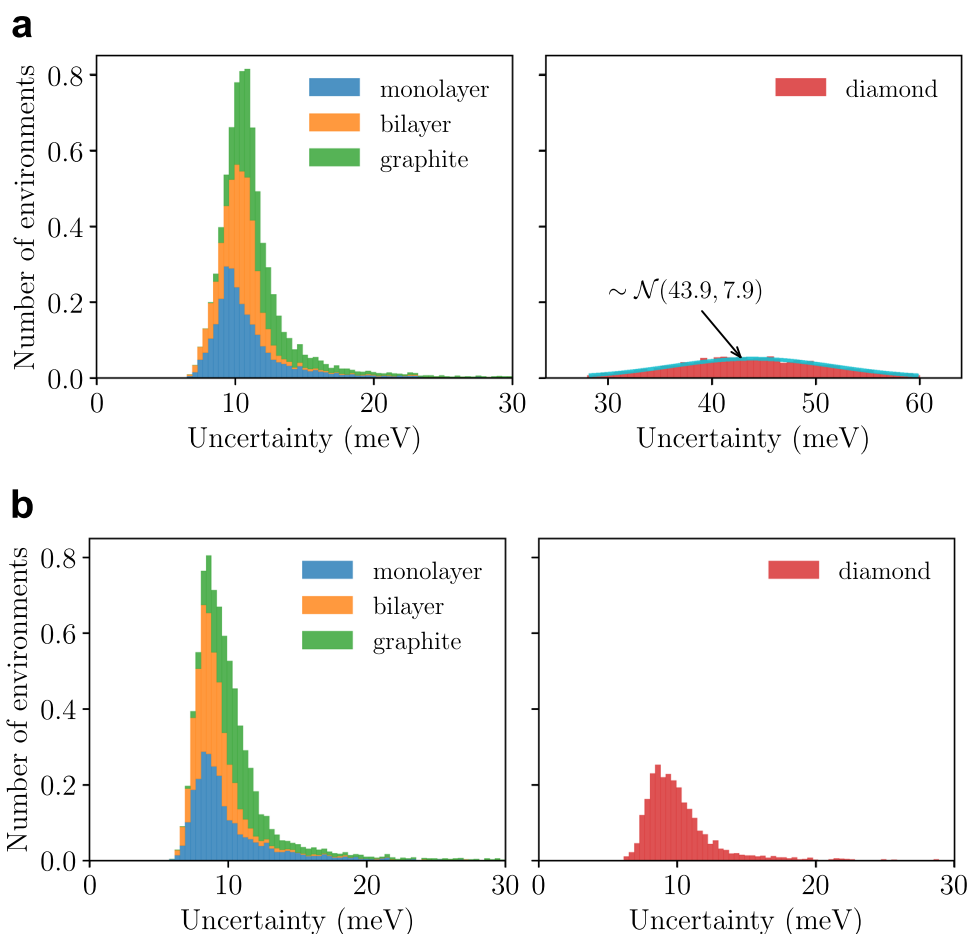 a
Number of environments
0.8
0.6
0.4
0.2
0.0
monolayer
bilayer
graphite
0 10 20 30
Uncertainty (meV)
diamond
∼ 𝒩(43.9, 7.9)
30 40 50 60
Uncertainty (meV)
b
Number of environments
0.8
0.6
0.4
0.2
0.0
monolayer
bilayer
graphite
0 10 20 30
Uncertainty (meV)
diamond
0 10 20 30
Uncertainty (meV)